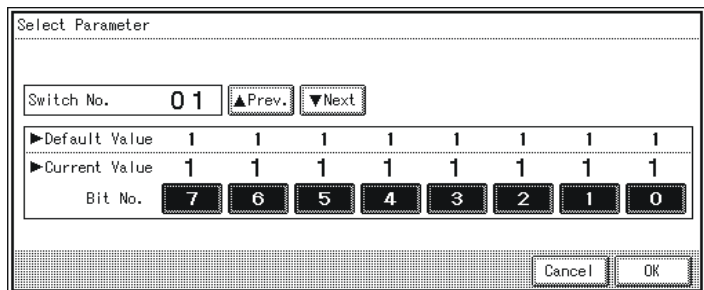 Select Parameter
Switch No. 01 ▲Prev. ▼Next
►Default Value 1 1 1 1 1 1 1 1
►Current Value 1 1 1 1 1 1 1 1
Bit No. 7 6 5 4 3 2 1 0
Cancel OK